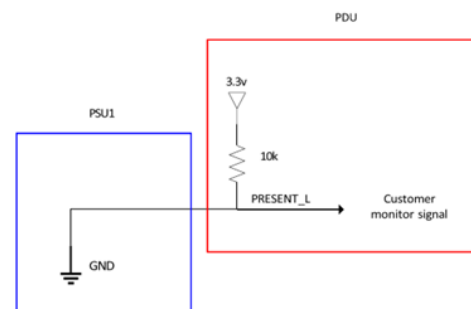 PDU
3.3v
PSU1
10k
PRESENT_L
Customer
monitor signal
GND